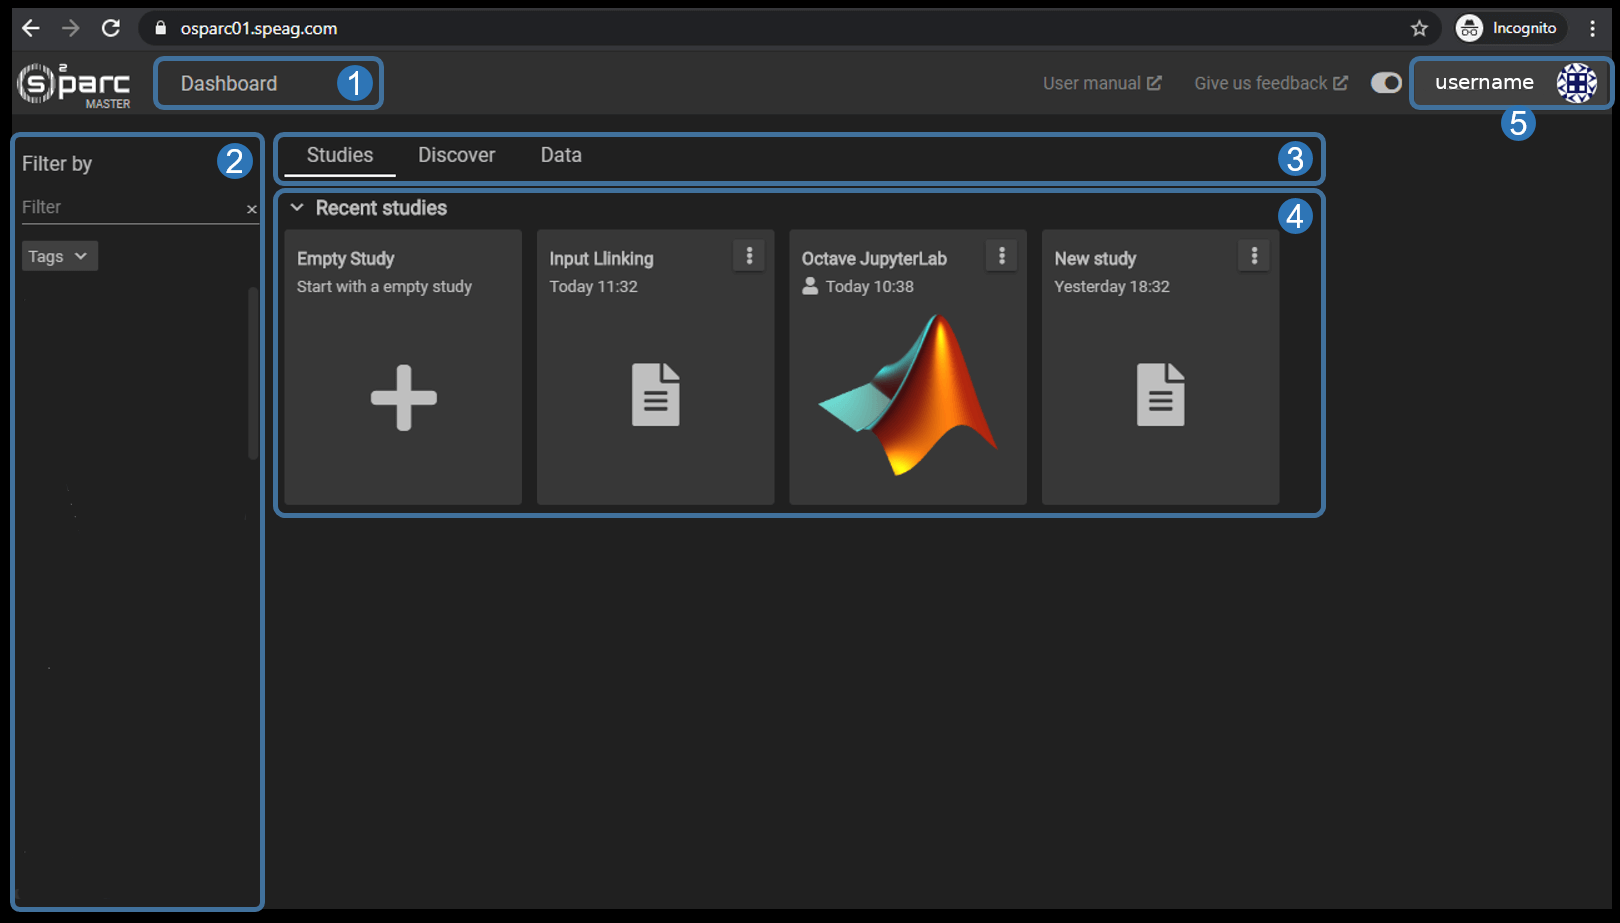 osparc01.speag.com
Incognito
(s)parc 2
MASTER
Dashboard
1
User manual
Give us feedback
username
5
Filter by
2
Filter
×
Tags
Studies
Discover
Data
3
Recent studies
4
Empty Study
Start with a empty study
Input Llinking
Today 11:32
Octave JupyterLab
Today 10:38
New study
Yesterday 18:32